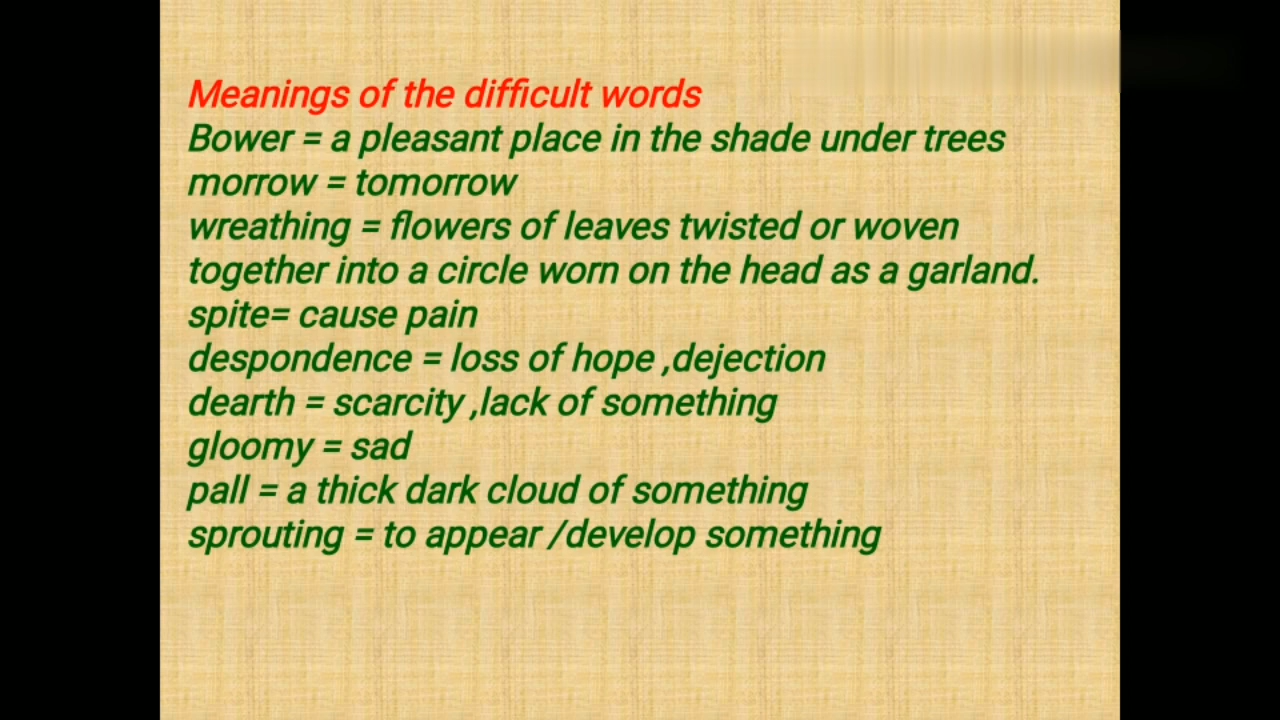 Meanings of the difficult words
Bower = a pleasant place in the shade under trees
morrow = tomorrow
wreathing = flowers of leaves twisted or woven
together into a circle worn on the head as a garland.
spite= cause pain
despondence = loss of hope ,dejection
dearth = scarcity ,lack of something
gloomy = sad
pall = a thick dark cloud of something
sprouting = to appear /develop something